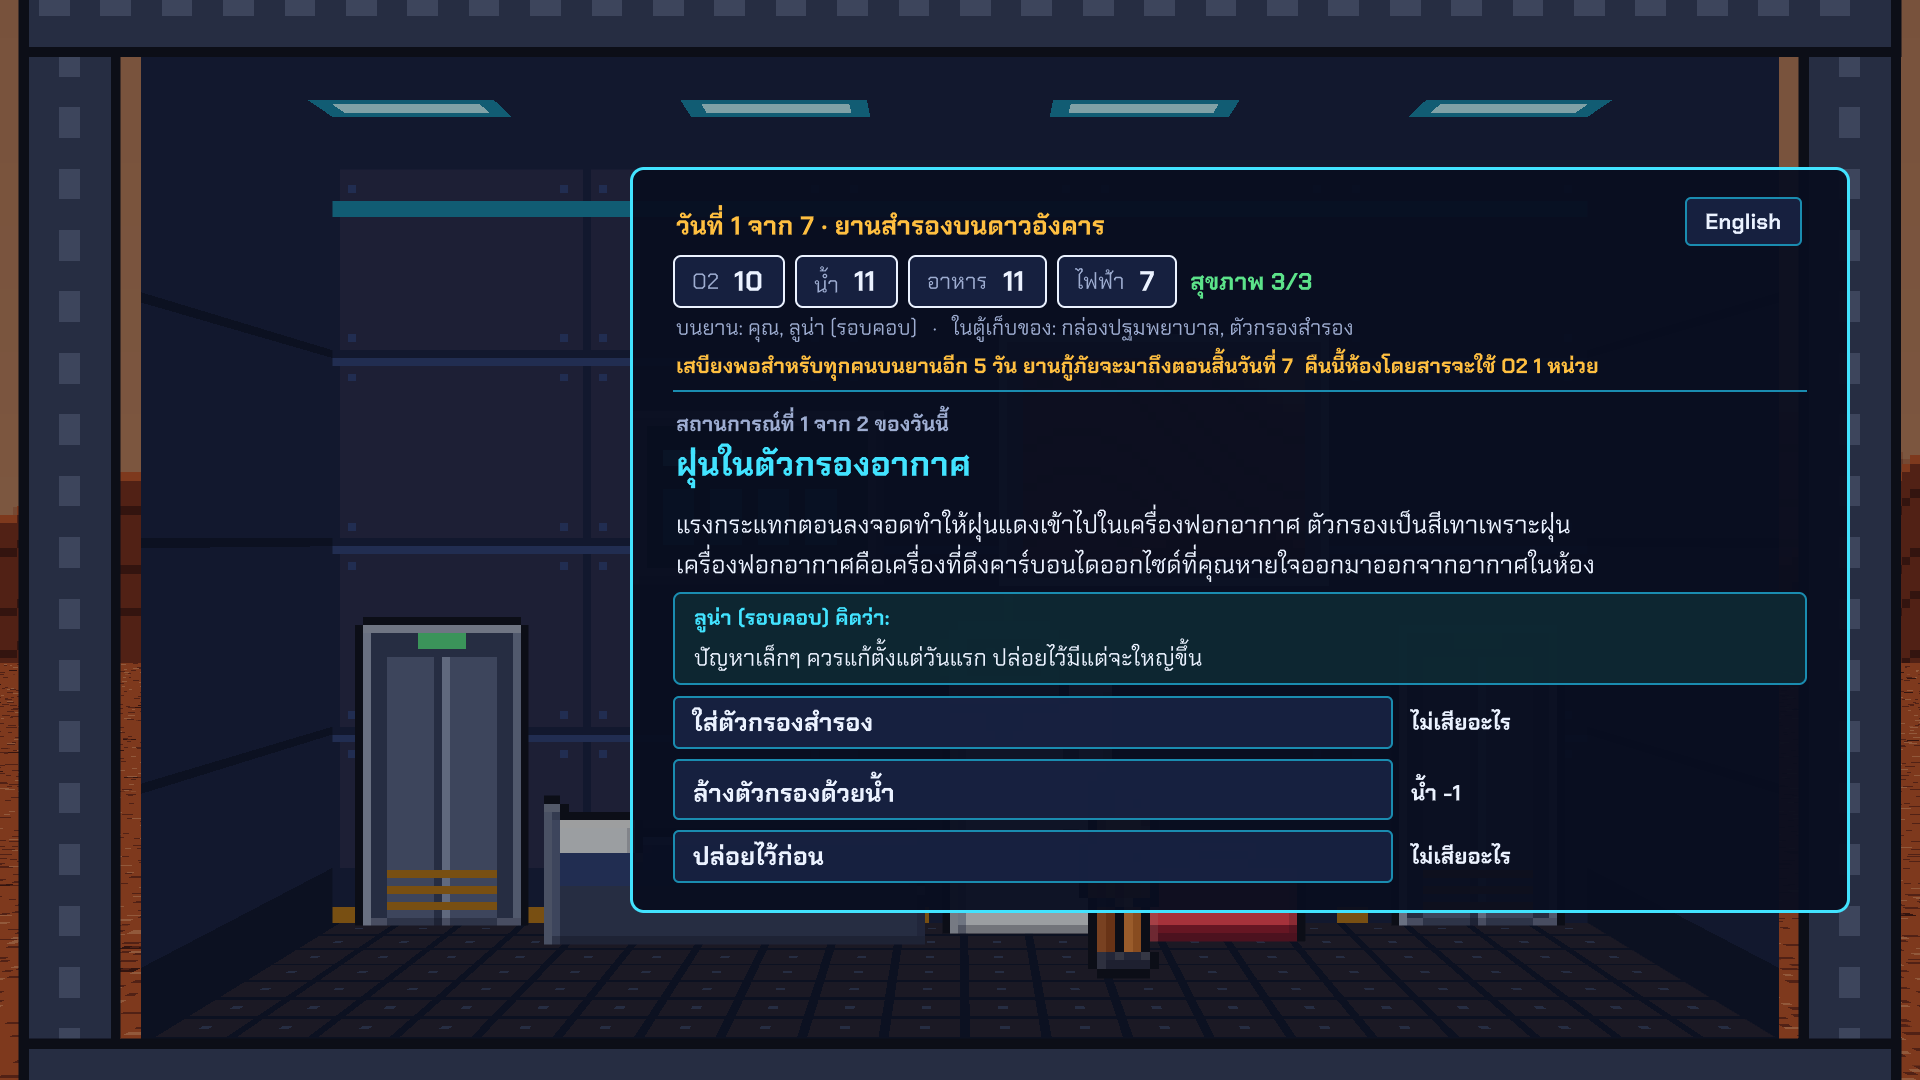 วันที่ 1 จาก 7 · ยานสำรองบนดาวอังคาร
English
O2 10 น้ำ 11 อาหาร 11 ไฟฟ้า 7 สุขภาพ 3/3
บนยาน: คุณ, ลูน่า (รอบคอบ) · ในตู้เก็บของ: กล่องปฐมพยาบาล, ตัวกรองสำรอง
เสบียงพอสำหรับทุกคนบนยานอีก 5 วัน ยานกู้ภัยจะมาถึงตอนสิ้นวันที่ 7 คืนนี้ห้องโดยสารจะใช้ O2 1 หน่วย
สถานการณ์ที่ 1 จาก 2 ของวันนี้
ฝุ่นในตัวกรองอากาศ
แรงกระแทกตอนลงจอดทำให้ฝุ่นแดงเข้าไปในเครื่องฟอกอากาศ ตัวกรองเป็นสีเทาเพราะฝุ่น
เครื่องฟอกอากาศคือเครื่องที่ดึงคาร์บอนไดออกไซด์ที่คุณหายใจออกมาออกจากอากาศในห้อง
ลูน่า (รอบคอบ) คิดว่า:
ปัญหาเล็กๆ ควรแก้ตั้งแต่วันแรก ปล่อยไว้มีแต่จะใหญ่ขึ้น
ใส่ตัวกรองสำรอง ไม่เสียอะไร
ล้างตัวกรองด้วยน้ำ น้ำ -1
ปล่อยไว้ก่อน ไม่เสียอะไร